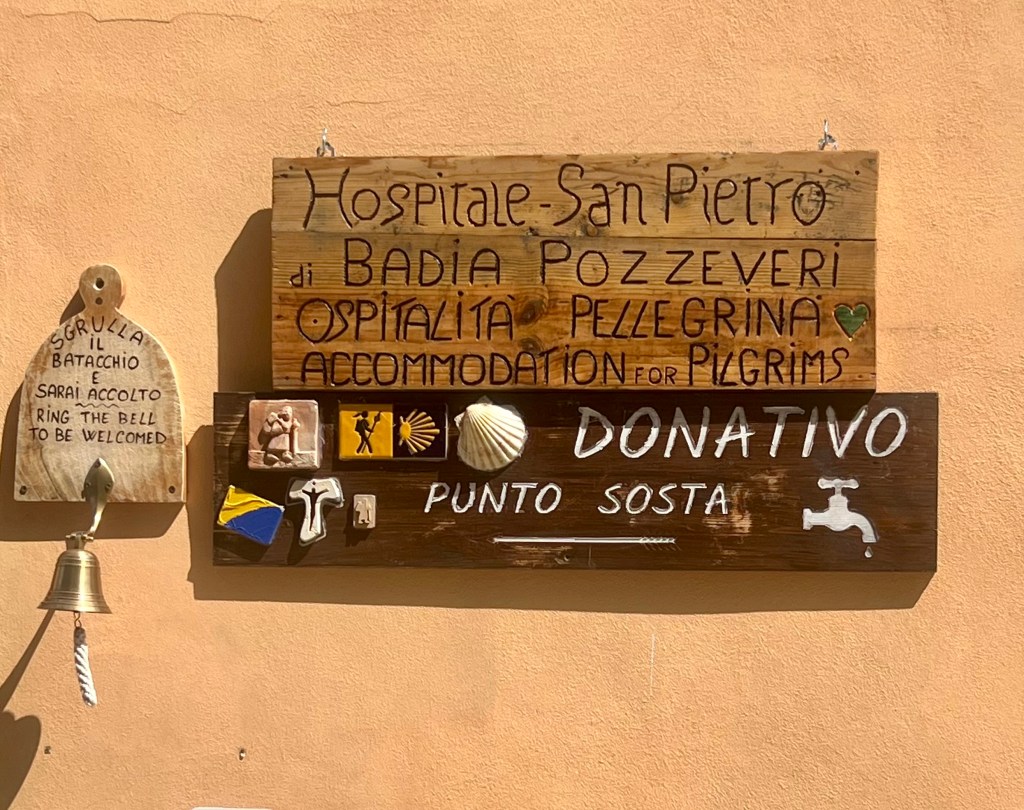 Hospitale - San Pietro
di BADIA POZZEVERI
OSPITALITÀ PELLEGRINA
ACCOMMODATION FOR PILGRIMS
SGRULLA
IL
BATACCHIO
E
SARAI ACCOLTO
RING THE BELL
TO BE WELCOMED
DONATIVO
PUNTO SOSTA